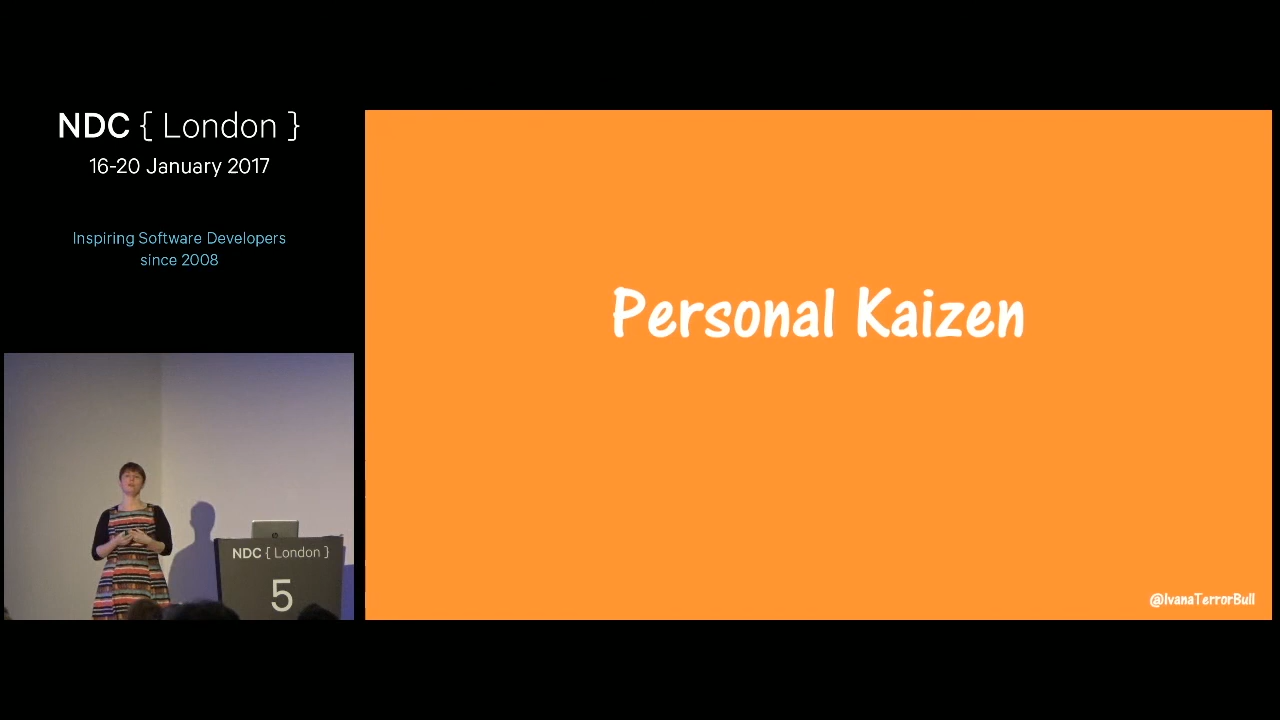 NDC { London }
16-20 January 2017
Inspiring Software Developers
since 2008
Personal Kaizen
@IvanaTerrorBull
NDC { London }
5